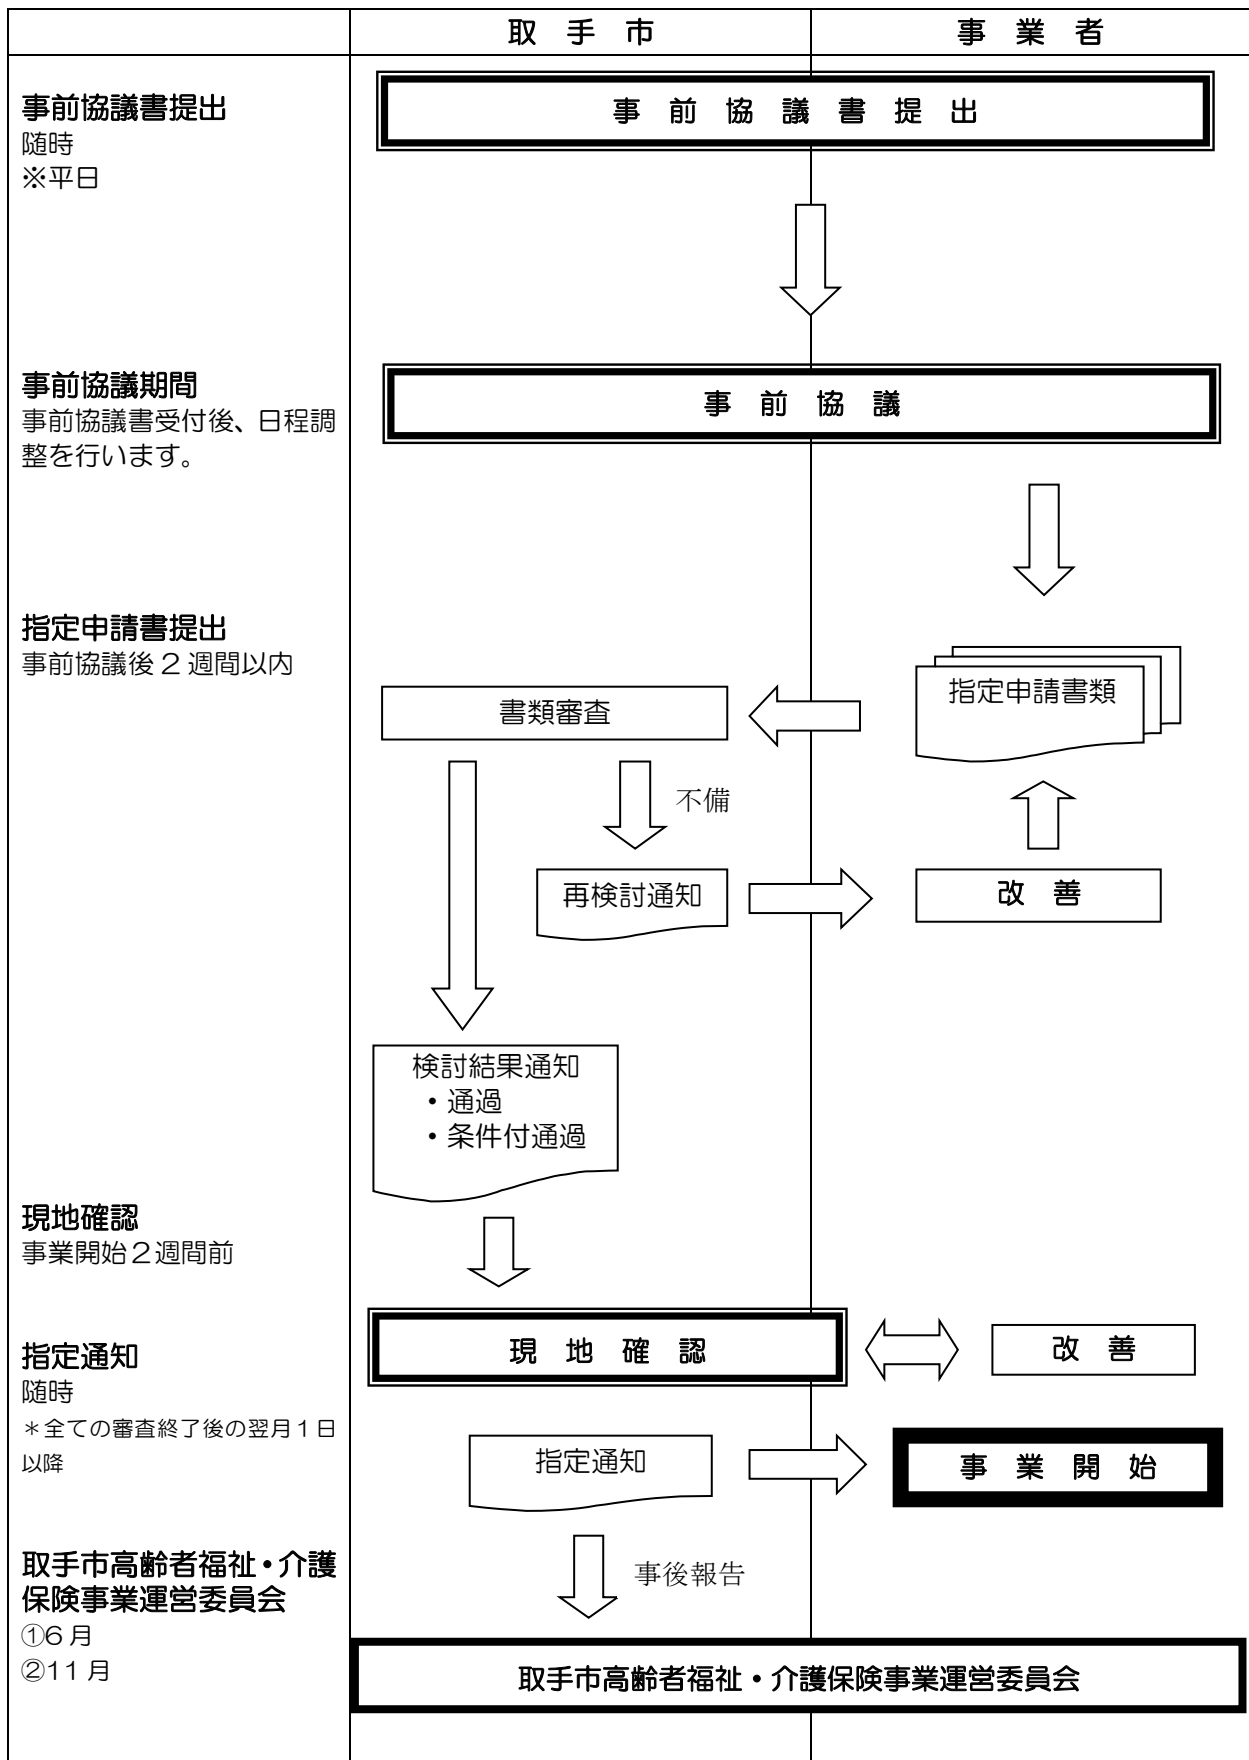 取手市
事業者
事前協議書提出
随時
※平日
事前協議書提出
事前協議期間
事前協議書受付後、日程調
整を行います。
事前協議
指定申請書提出
事前協議後2週間以内
指定申請書類
書類審査
不備
再検討通知
改善
検討結果通知
・通過
・条件付通過
現地確認
事業開始2週間前
現地確認
改善
指定通知
随時
＊全ての審査終了後の翌月1日
以降
指定通知
事業開始
事後報告
取手市高齢者福祉・介護
保険事業運営委員会
①6月
②11月
取手市高齢者福祉・介護保険事業運営委員会